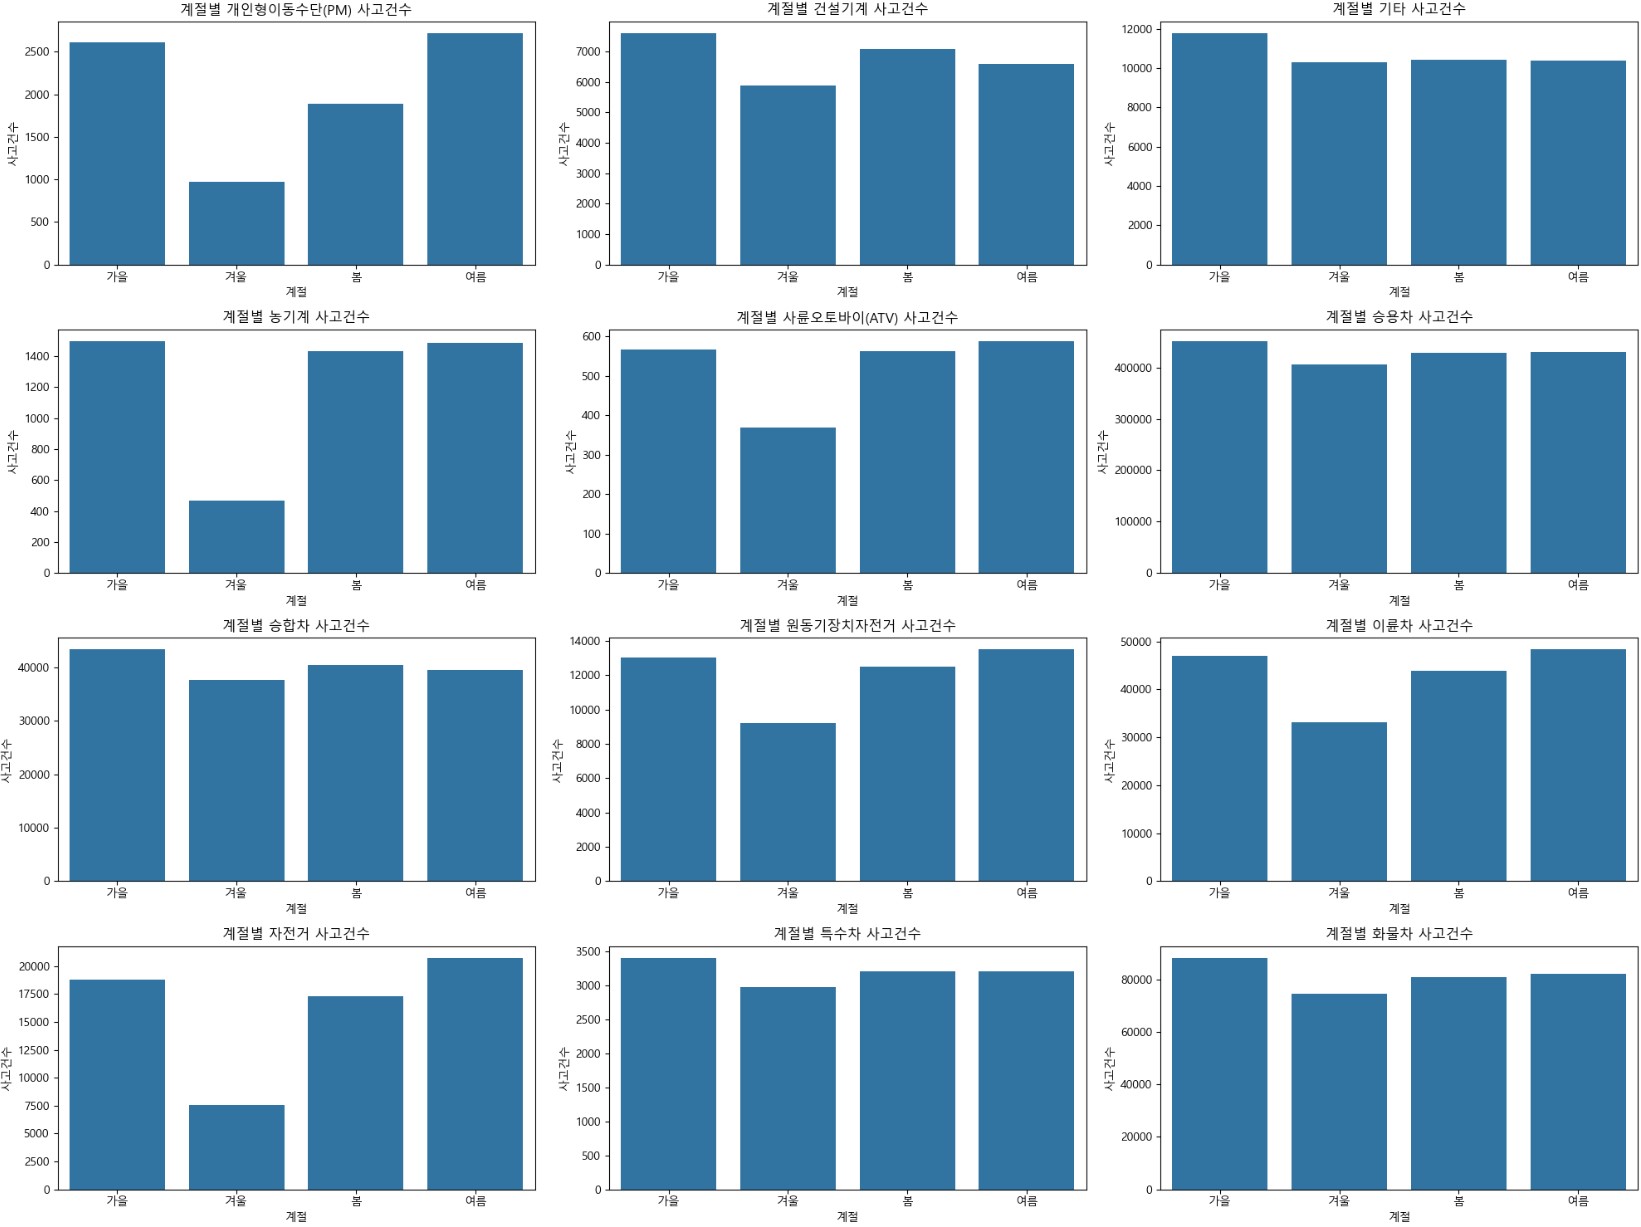 계절별 개인형이동수단(PM) 사고건수
사고건수
2500
2000
1500
1000
500
0
가을 겨울 봄 여름
계절
계절별 건설기계 사고건수
사고건수
7000
6000
5000
4000
3000
2000
1000
0
가을 겨울 봄 여름
계절
계절별 기타 사고건수
사고건수
12000
10000
8000
6000
4000
2000
0
가을 겨울 봄 여름
계절
계절별 농기계 사고건수
사고건수
1400
1200
1000
800
600
400
200
0
가을 겨울 봄 여름
계절
계절별 사륜오토바이(ATV) 사고건수
사고건수
600
500
400
300
200
100
0
가을 겨울 봄 여름
계절
계절별 승용차 사고건수
사고건수
400000
300000
200000
100000
0
가을 겨울 봄 여름
계절
계절별 승합차 사고건수
사고건수
40000
30000
20000
10000
0
가을 겨울 봄 여름
계절
계절별 원동기장치자전거 사고건수
사고건수
14000
12000
10000
8000
6000
4000
2000
0
가을 겨울 봄 여름
계절
계절별 이륜차 사고건수
사고건수
50000
40000
30000
20000
10000
0
가을 겨울 봄 여름
계절
계절별 자전거 사고건수
사고건수
20000
17500
15000
12500
10000
7500
5000
2500
0
가을 겨울 봄 여름
계절
계절별 특수차 사고건수
사고건수
3500
3000
2500
2000
1500
1000
500
0
가을 겨울 봄 여름
계절
계절별 화물차 사고건수
사고건수
80000
60000
40000
20000
0
가을 겨울 봄 여름
계절